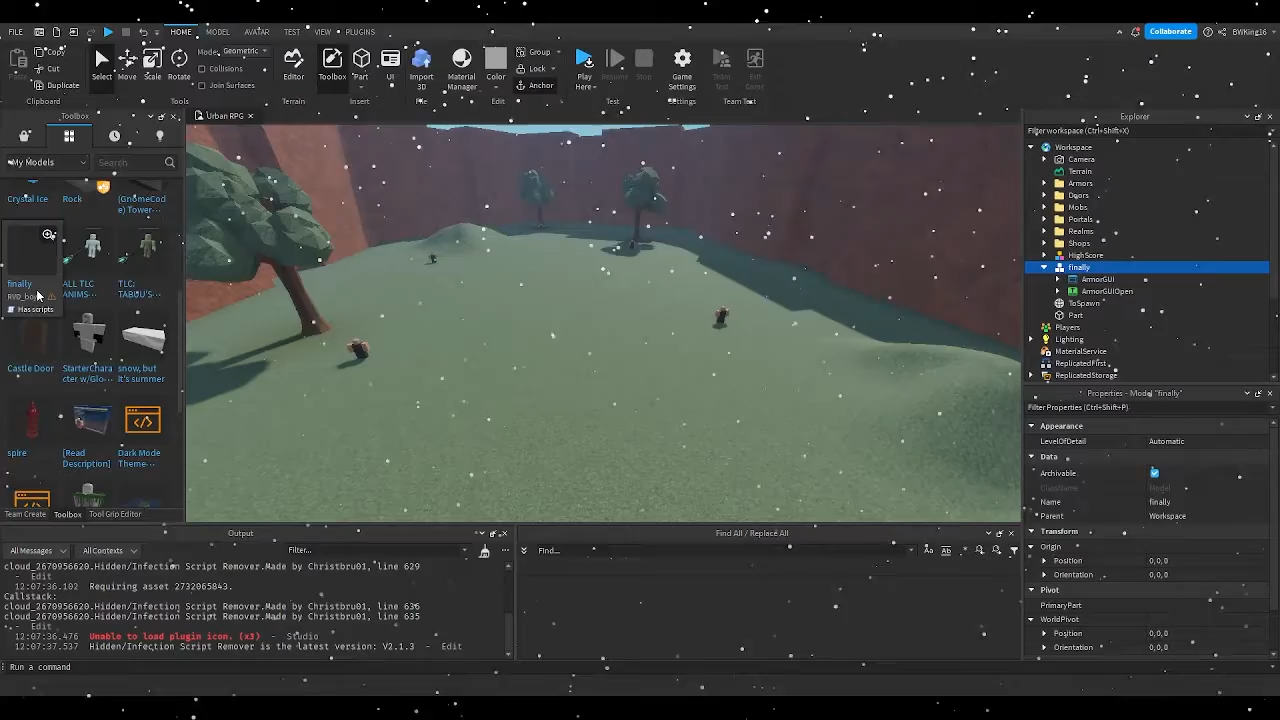 FILE HOME MODEL AVATAR TEST VIEW PLUGINS Collaborate BWKing16
Copy Mode: Geometric Group
Paste Cut Select Move Scale Rotate Collisions Editor Toolbox Part UI Import 3D Material Manager Color Lock Play Here Resume Stop Game Settings Team Test Exit Game
Duplicate Join Surfaces Anchor
Clipboard Tools Terrain Insert File Edit Test Settings Team Test
Toolbox
Urban RPG
Explorer
Filter workspace (Ctrl+Shift+X)
My Models Search
Crystal Ice
Rock
(GnomeCode) Tower···
finally
ALL TLC ANIMS···
TLC: TABUU'S···
Has scripts
Castle Door
StarterCharacter w/Glo···
snow, but it's summer
spire
[Read Description]
Dark Mode Theme···
Team Create Toolbox Tool Grip Editor
Workspace
Camera
Terrain
Armors
Doors
Mobs
Portals
Realms
Shops
HighScore
finally
ArmorGUI
ArmorGUIOpen
ToSpawn
Part
Players
Lighting
MaterialService
ReplicatedFirst
ReplicatedStorage
Properties - Model "finally"
Filter Properties (Ctrl+Shift+P)
Appearance
LevelOfDetail Automatic
Data
Archivable
ClassName Model
Name finally
Parent Workspace
Transform
Origin
Position 0,0,0
Orientation 0,0,0
Pivot
PrimaryPart
WorldPivot
Position 0,0,0
Orientation 0,0,0
Output
All Messages All Contexts Filter...
cloud_2670956620.Hidden/Infection Script Remover.Made by Christbru01, line 629
- Edit
12:07:36.102 Requiring asset 2732065843.
Callstack:
cloud_2670956620.Hidden/Infection Script Remover.Made by Christbru01, line 636
cloud_2670956620.Hidden/Infection Script Remover.Made by Christbru01, line 635
- Edit
12:07:36.476 Unable to load plugin icon. (x3) - Studio
12:07:37.537 Hidden/Infection Script Remover is the latest version: V2.1.3 - Edit
Find All / Replace All
Find...
Run a command